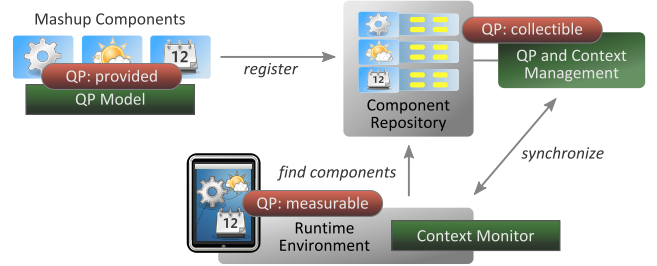 Mashup Components
12
QP: provided
QP Model
register
12
Component
Repository
QP: collectible
QP and Context
Management
synchronize
find components
12
QP: measurable
Runtime
Environment
Context Monitor